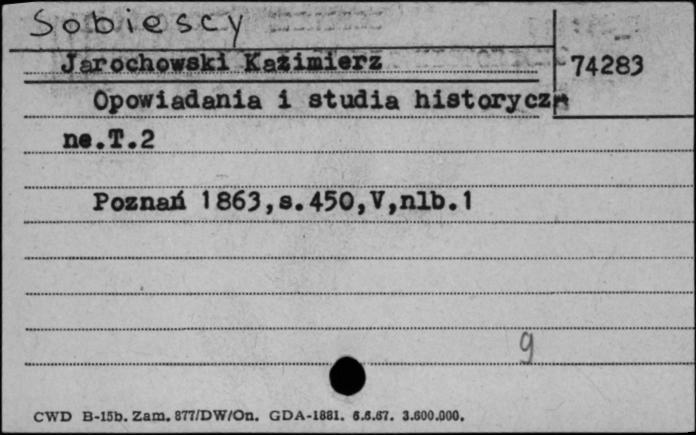 Sobiescy
Jarochowski Kazimierz
74283
Opowiadania i studia historycz
ne.T.2
Poznań 1863,s.450,V,nlb.1
9
CWD B-15b. Zam. 877/DW/On. GDA-1881. 6.6.67. 3.600.000.